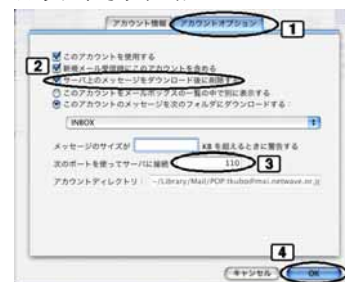 アカウント情報 アカウントオプション
1
このアカウントを使用する
2
新規メール受信時にこのアカウントを含める
サーバ上のメッセージをダウンロード後に削除する
このアカウントをメールボックスの一覧の中で別に表示する
このアカウントのメッセージを次のフォルダにダウンロードする：
INBOX
メッセージのサイズが KB を超えるときに警告する
次のポートを使ってサーバに接続 110
3
アカウントディレクトリ： ~/Library/Mail/POP
4
キャンセル OK